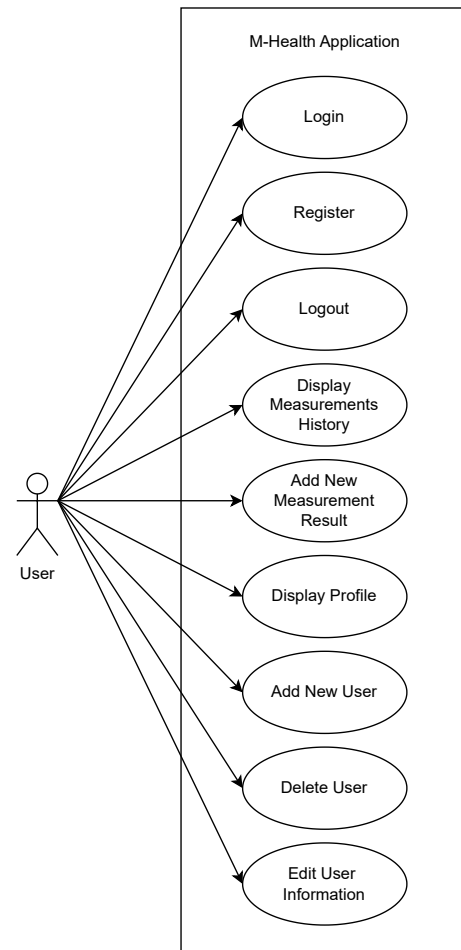 M-Health Application
Login
Register
Logout
Display
Measurements
History
Add New
Measurement
Result
User
Display Profile
Add New User
Delete User
Edit User
Information